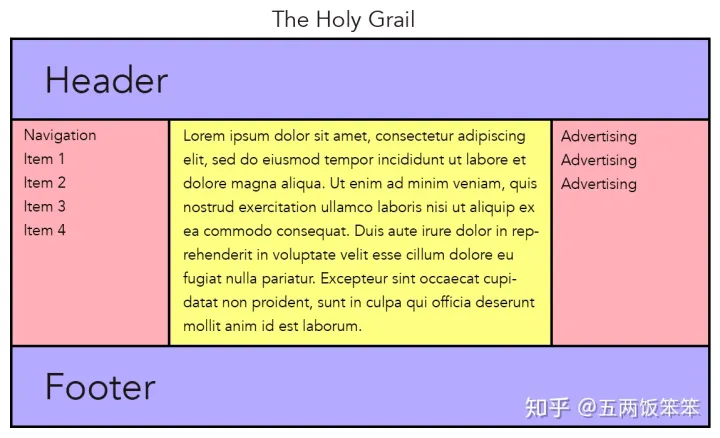 The Holy Grail
Header
Navigation
Item 1
Item 2
Item 3
Item 4
Lorem ipsum dolor sit amet, consectetur adipiscing
elit, sed do eiusmod tempor incididunt ut labore et
dolore magna aliqua. Ut enim ad minim veniam, quis
nostrud exercitation ullamco laboris nisi ut aliquip ex
ea commodo consequat. Duis aute irure dolor in rep-
rehenderit in voluptate velit esse cillum dolore eu
fugiat nulla pariatur. Excepteur sint occaecat cupi-
datat non proident, sunt in culpa qui officia deserunt
mollit anim id est laborum.
Advertising
Advertising
Advertising
Footer
知乎 @五两饭笨笨